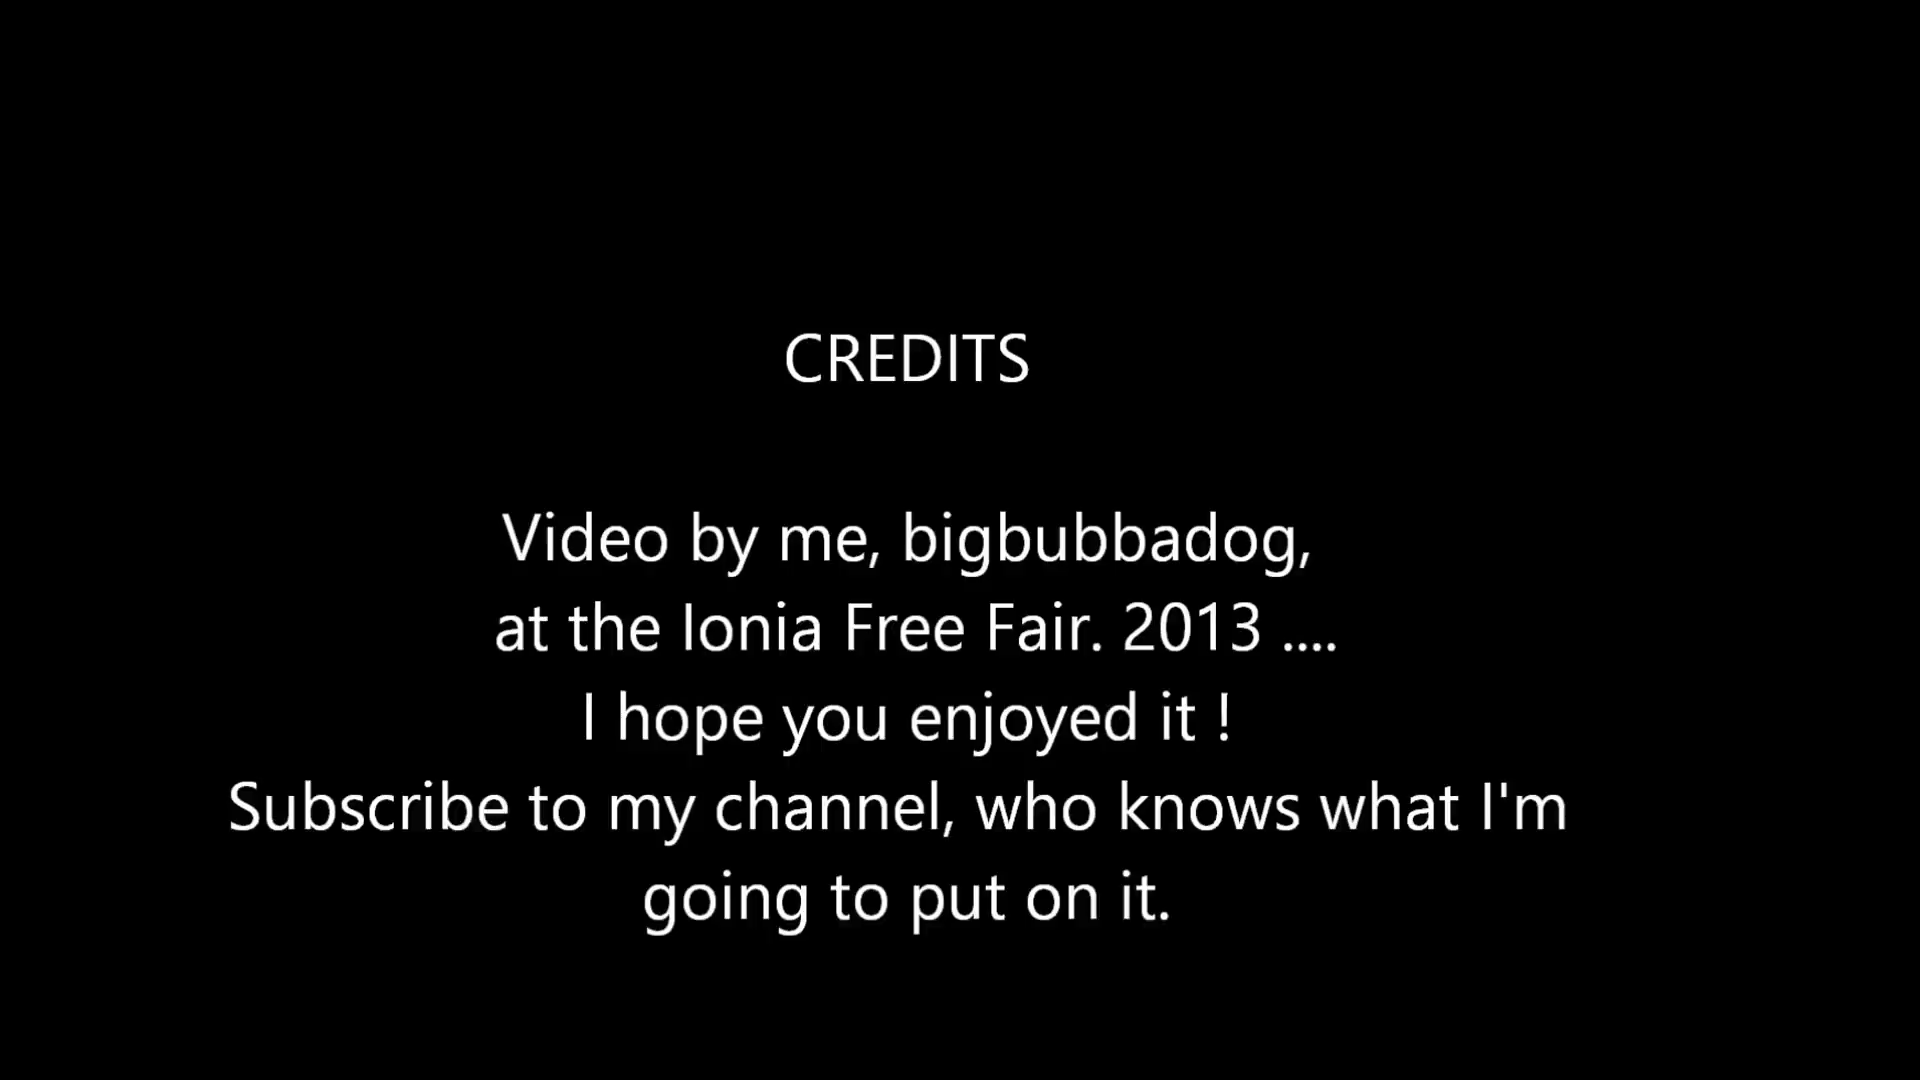 CREDITS
Video by me, bigbubbadog,
at the Ionia Free Fair. 2013 ....
I hope you enjoyed it !
Subscribe to my channel, who knows what I'm
going to put on it.